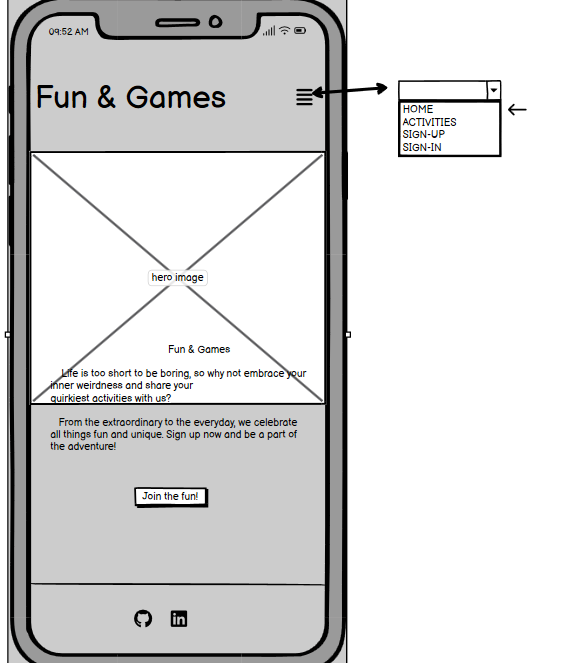 09:52 AM
Fun & Games
HOME
ACTIVITIES
SIGN-UP
SIGN-IN
hero image
Fun & Games
Life is too short to be boring, so why not embrace your
inner weirdness and share your
quirkiest activities with us?
From the extraordinary to the everyday, we celebrate
all things fun and unique. Sign up now and be a part of
the adventure!
Join the fun!
in